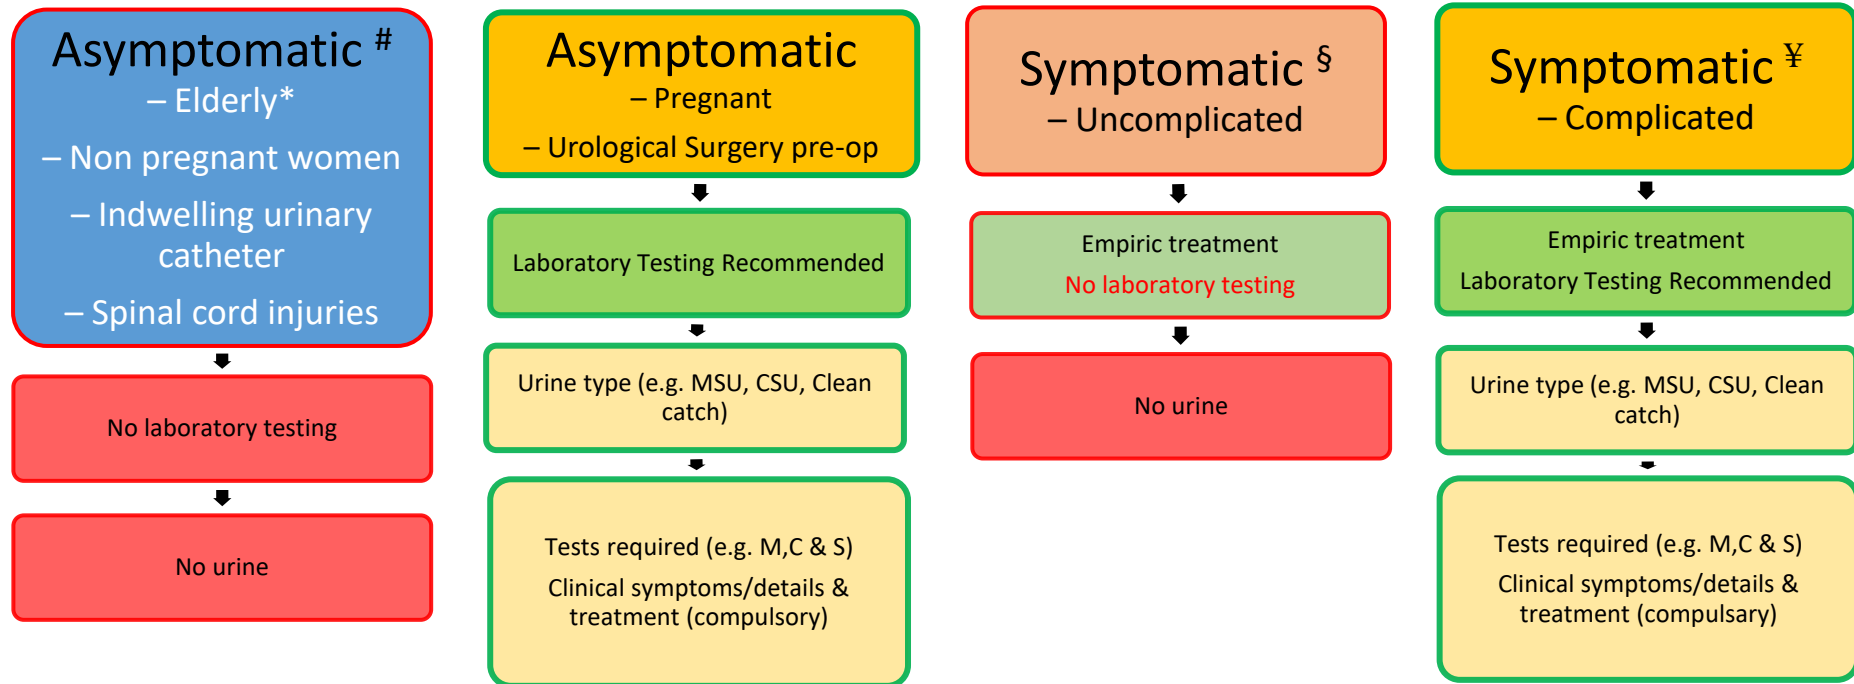 Asymptomatic #
– Elderly*
– Non pregnant women
– Indwelling urinary
catheter
– Spinal cord injuries
No laboratory testing
No urine
Asymptomatic
– Pregnant
– Urological Surgery pre-op
Laboratory Testing Recommended
Urine type (e.g. MSU, CSU, Clean
catch)
Tests required (e.g. M,C & S)
Clinical symptoms/details &
treatment (compulsory)
Symptomatic §
– Uncomplicated
Empiric treatment
No laboratory testing
No urine
Symptomatic ¥
– Complicated
Empiric treatment
Laboratory Testing Recommended
Urine type (e.g. MSU, CSU, Clean
catch)
Tests required (e.g. M,C & S)
Clinical symptoms/details &
treatment (compulsary)